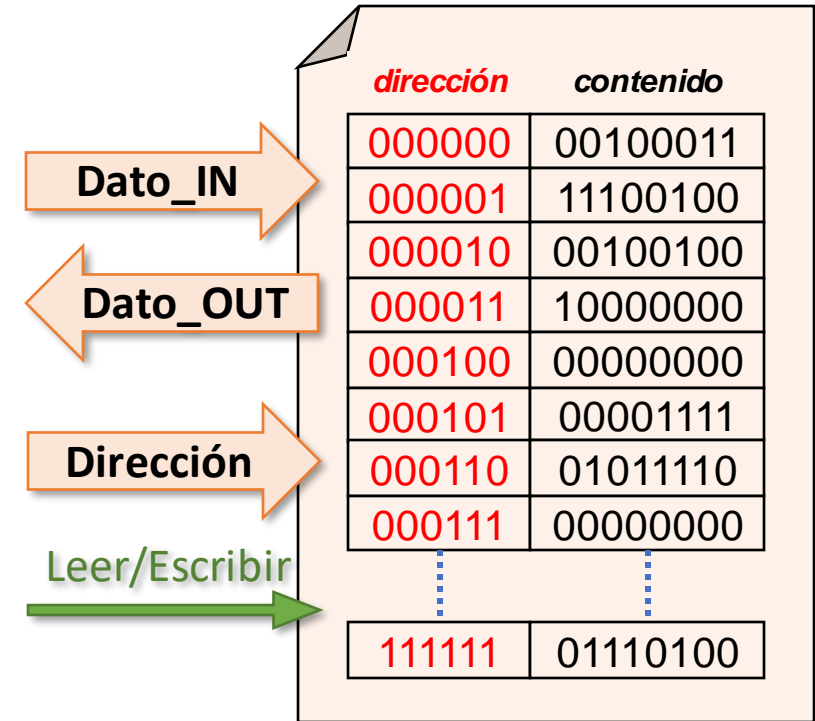 dirección contenido
000000 00100011
Dato_IN
000001 11100100
000010 00100100
Dato_OUT
000011 10000000
000100 00000000
000101 00001111
Dirección
000110 01011110
000111 00000000
Leer/Escribir
111111 01110100